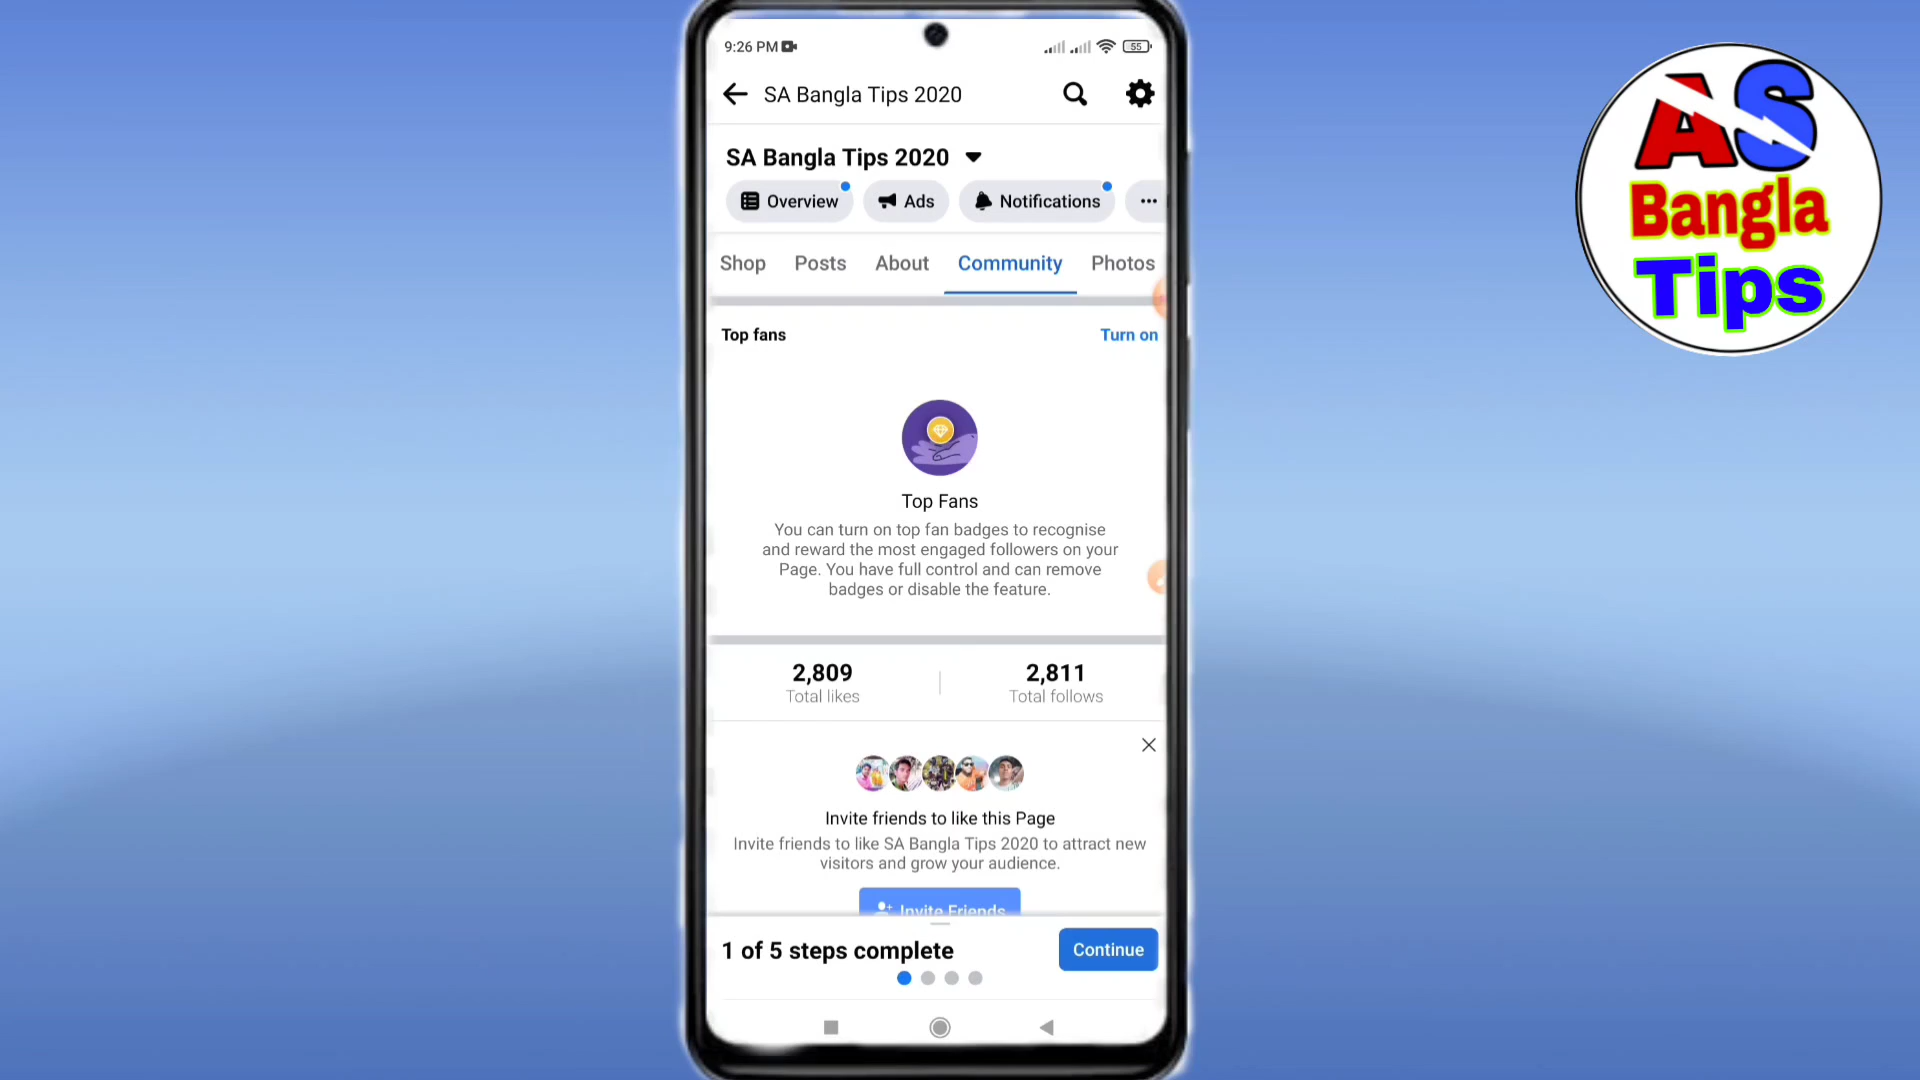 9:26 PM
55
SA Bangla Tips 2020
SA Bangla Tips 2020
Overview
Ads
Notifications
Shop
Posts
About
Community
Photos
Top fans
Turn on
Top Fans
You can turn on top fan badges to recognise
and reward the most engaged followers on your
Page. You have full control and can remove
badges or disable the feature.
2,809
Total likes
2,811
Total follows
Invite friends to like this Page
Invite friends to like SA Bangla Tips 2020 to attract new
visitors and grow your audience.
Invite Friends
1 of 5 steps complete
Continue
AS
Bangla
Tips